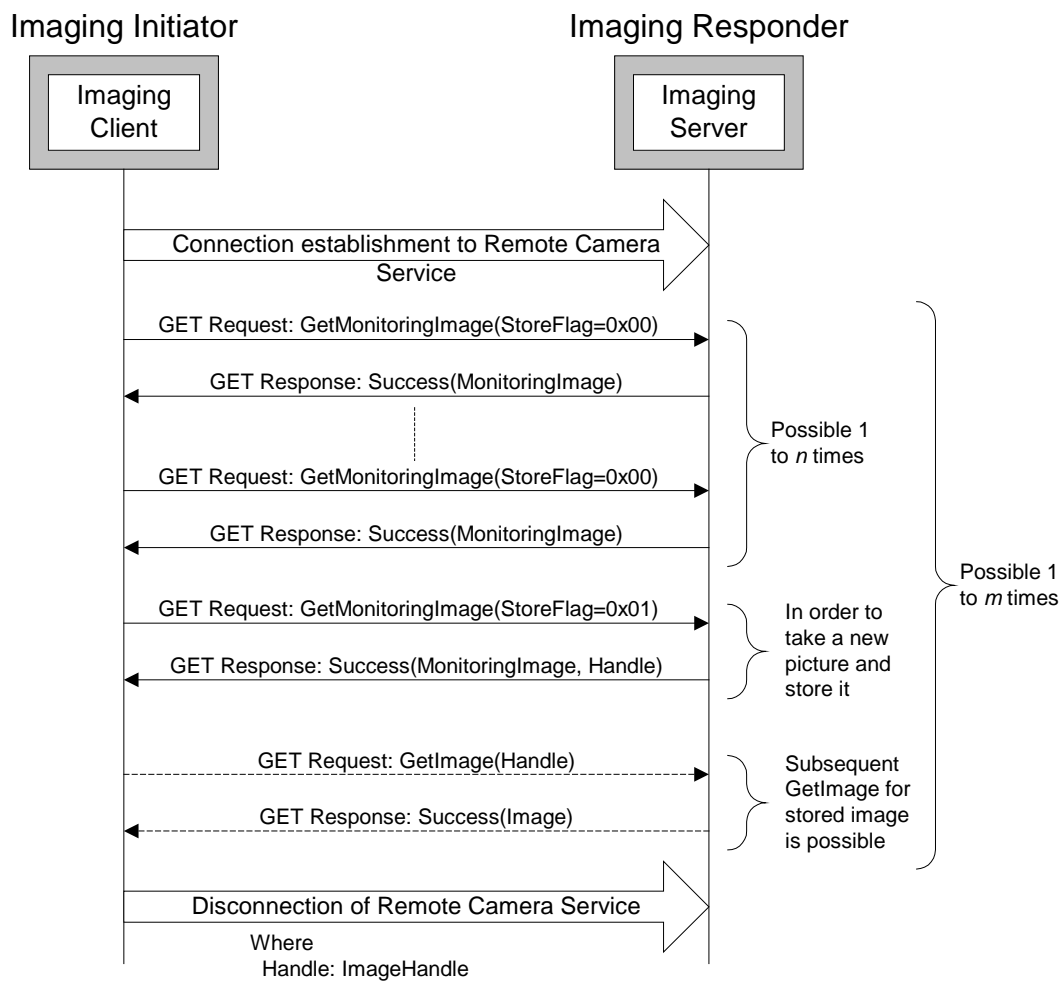 Imaging Initiator
Imaging Responder
Imaging
Client
Imaging
Server
Connection establishment to Remote Camera
Service
GET Request: GetMonitoringImage(StoreFlag=0x00)
GET Response: Success(MonitoringImage)
GET Request: GetMonitoringImage(StoreFlag=0x00)
GET Response: Success(MonitoringImage)
Possible 1
to n times
GET Request: GetMonitoringImage(StoreFlag=0x01)
GET Response: Success(MonitoringImage, Handle)
In order to
take a new
picture and
store it
Possible 1
to m times
GET Request: GetImage(Handle)
GET Response: Success(Image)
Subsequent
GetImage for
stored image
is possible
Disconnection of Remote Camera Service
Where
Handle: ImageHandle